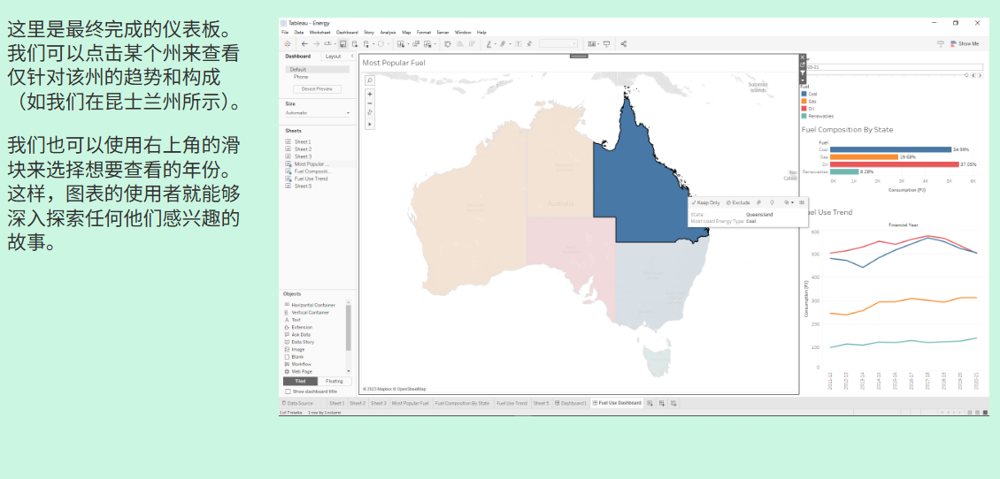 这里是最终完成的仪表板。
我们可以点击某个州来查看
仅针对该州的趋势和构成
（如我们在昆士兰州所示）。
我们也可以使用右上角的滑
块来选择想要查看的年份。
这样，图表的使用者就能够
深入探索任何他们感兴趣的
故事。
Tableau - Energy
File Data Worksheet Dashboard Story Analysis Map Format Server Window Help
Show Me
Dashboard Layout
Default
Phone
Device Preview
Size
Automatic
Sheets
Sheet 1
Sheet 2
Sheet 3
Most Popular ...
Fuel Compositi...
Fuel Use Trend
Sheet 5
Objects
Horizontal Container
Vertical Container
Text
Extension
Ask Data
Data Story
Image
Blank
Workflow
Web Page
Tiled Floating
Show dashboard title
Most Popular Fuel
Solomon
Islands
Keep Only Exclude
State: Queensland
Most Used Energy Type: Coal
© 2023 Mapbox © OpenStreetMap
Fuel
Coal
Gas
Oil
Renewables
Fuel Composition By State
Fuel
Coal 34.99%
Gas 19.68%
Oil 37.05%
Renewables 8.28%
0K 1K 2K 3K 4K 5K 6K
Consumption (PJ)
Fuel Use Trend
Financial Year
600
500
400
300
200
100
0
Consumption (PJ)
2011-12 2012-13 2013-14 2014-15 2015-16 2016-17 2017-18 2018-19 2019-20 2020-21
Data Source Sheet 1 Sheet 2 Sheet 3 Most Popular Fuel Fuel Composition By State Fuel Use Trend Sheet 5 Dashboard 1 Fuel Use Dashboard
1 of 7 marks 1 row by 1 column